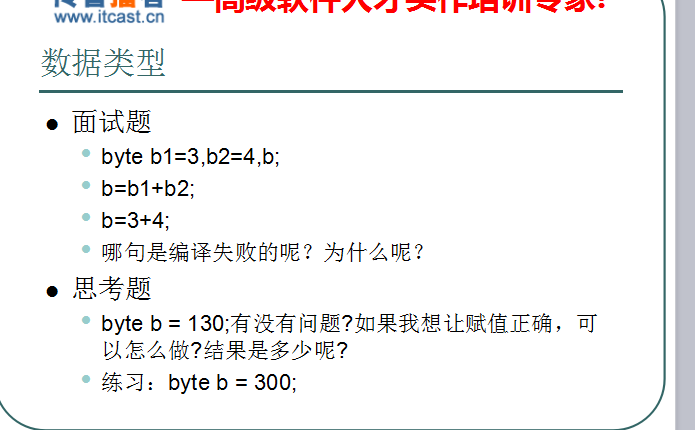 www.itcast.cn
数据类型
面试题
byte b1=3,b2=4,b;
b=b1+b2;
b=3+4;
哪句是编译失败的呢？为什么呢？
思考题
byte b = 130;有没有问题?如果我想让赋值正确，可
以怎么做?结果是多少呢?
练习：byte b = 300;